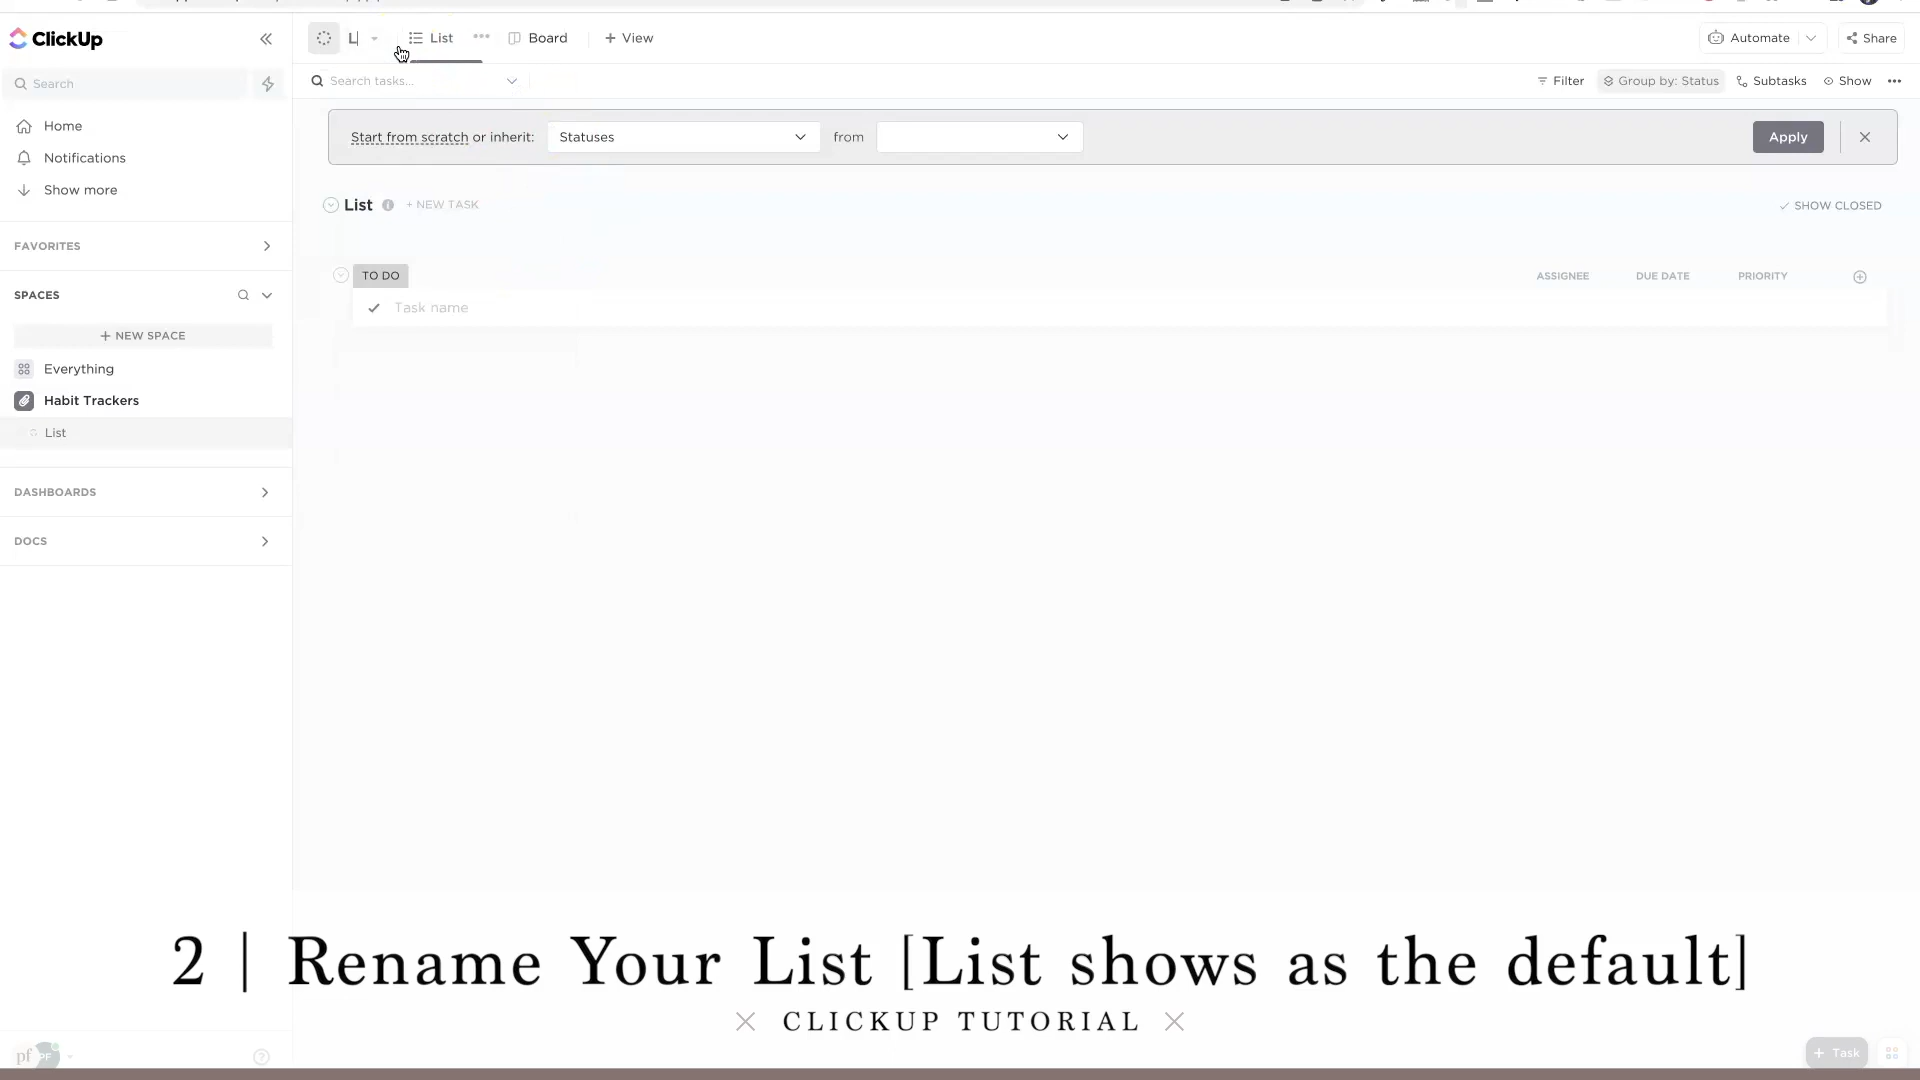 ClickUp
L
List
Board
+ View
Automate
Share
Search
Search tasks...
Filter
Group by: Status
Subtasks
Show
Home
Notifications
Show more
Start from scratch or inherit:
Statuses
from
Apply
List
+ NEW TASK
SHOW CLOSED
FAVORITES
SPACES
+ NEW SPACE
Everything
Habit Trackers
List
DASHBOARDS
DOCS
TO DO
ASSIGNEE
DUE DATE
PRIORITY
Task name
2 | Rename Your List [List shows as the default]
CLICKUP TUTORIAL
pf
PF
+ Task